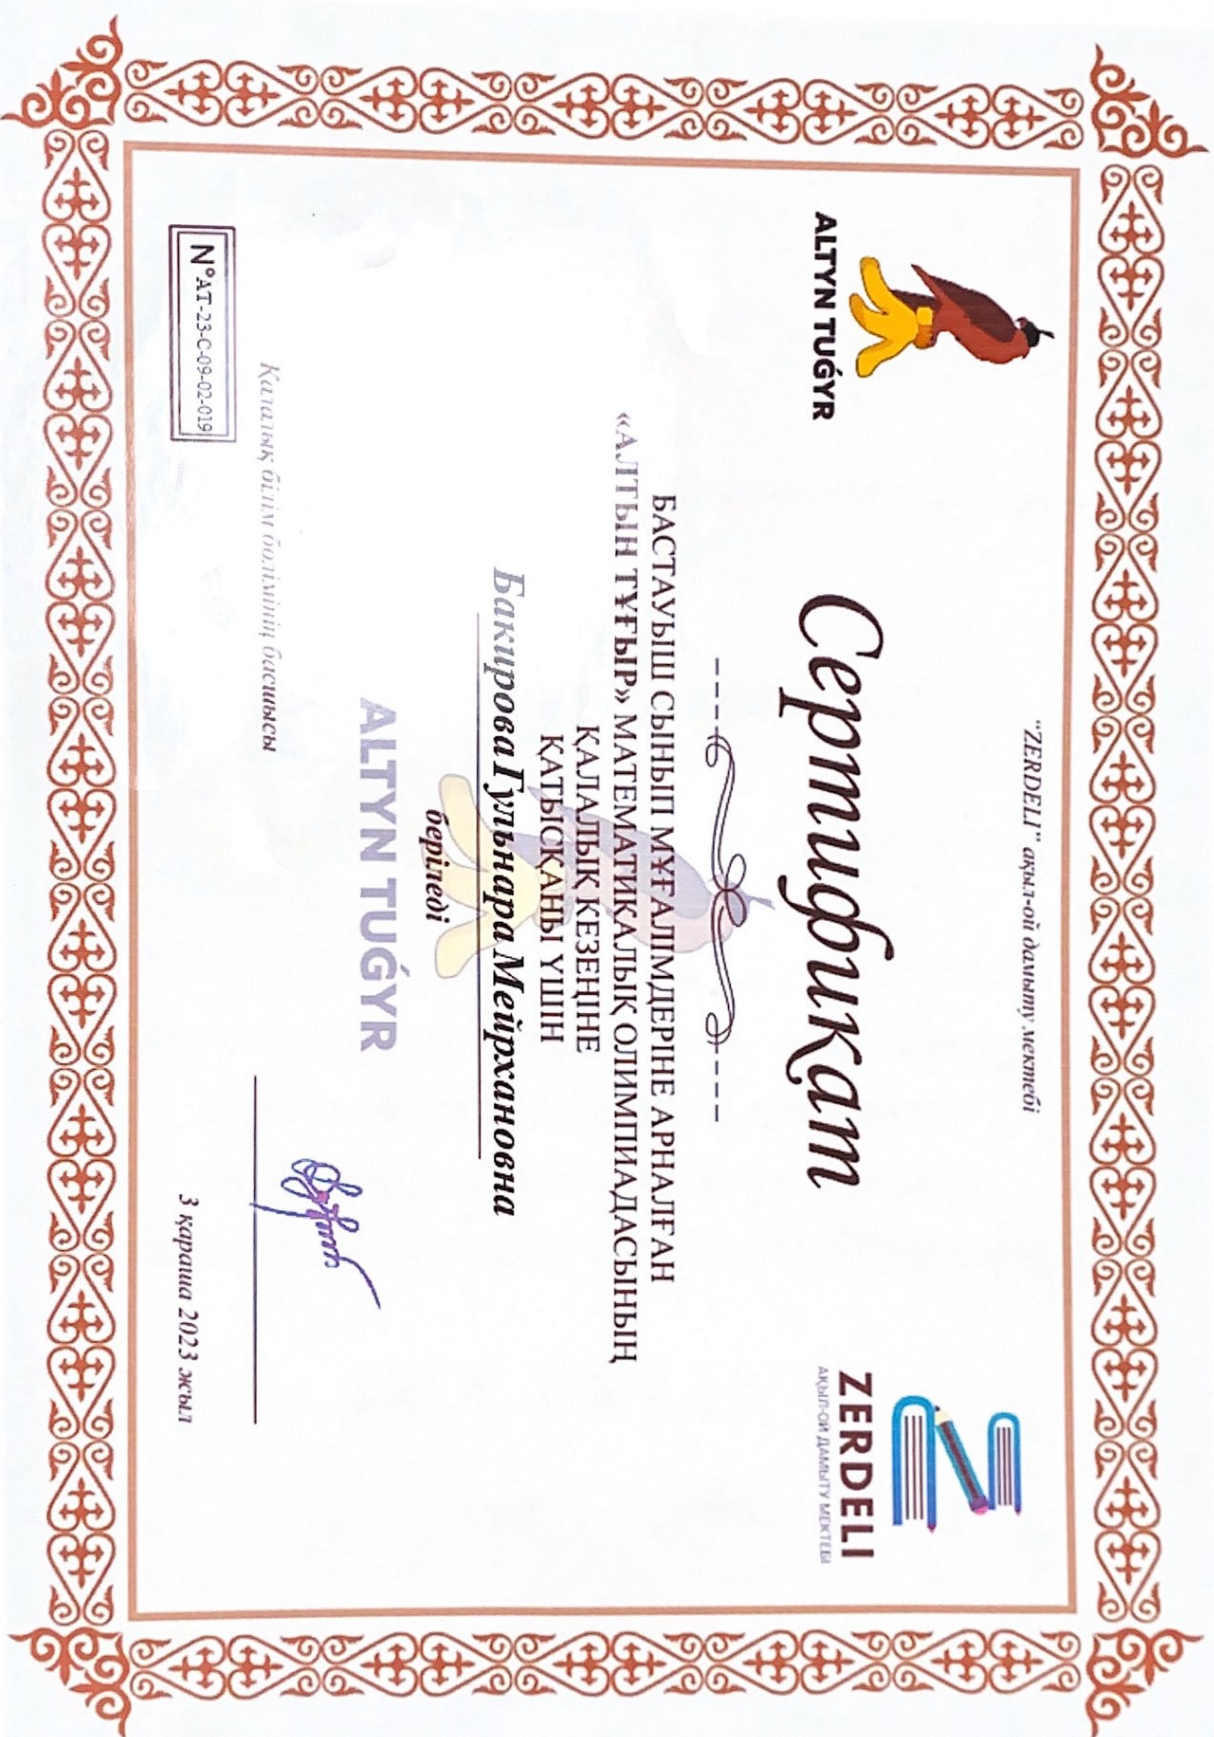 "ZERDELI" ақыл-ой дамыту мектебі
ALTYN TUǴYR
ZERDELI
АҚЫЛ-ОЙ ДАМЫТУ МЕКТЕБІ
Сертификат
БАСТАУЫШ СЫНЫП МҰҒАЛІМДЕРІНЕ АРНАЛҒАН
«АЛТЫН ТҰҒЫР» МАТЕМАТИКАЛЫҚ ОЛИМПИАДАСЫНЫҢ
ҚАЛАЛЫҚ КЕЗЕҢІНЕ
ҚАТЫСҚАНЫ ҮШІН
Бакирова Гульнара Мейрхановна
беріледі
ALTYN TUǴYR
Қалалық білім бөлімінің басшысы
N°AT-23-C-09-02-019
3 қараша 2023 жыл